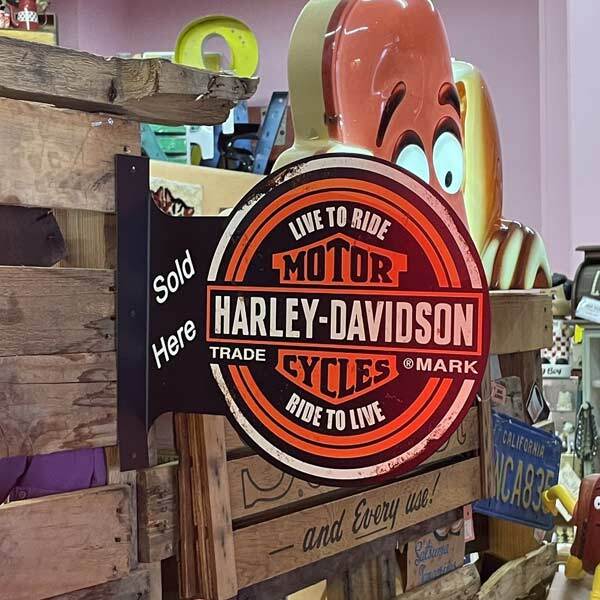 Sold
Here
LIVE TO RIDE
MOTOR
HARLEY-DAVIDSON
TRADE ® MARK
CYCLES
RIDE TO LIVE
and Every use!
CALIFORNIA